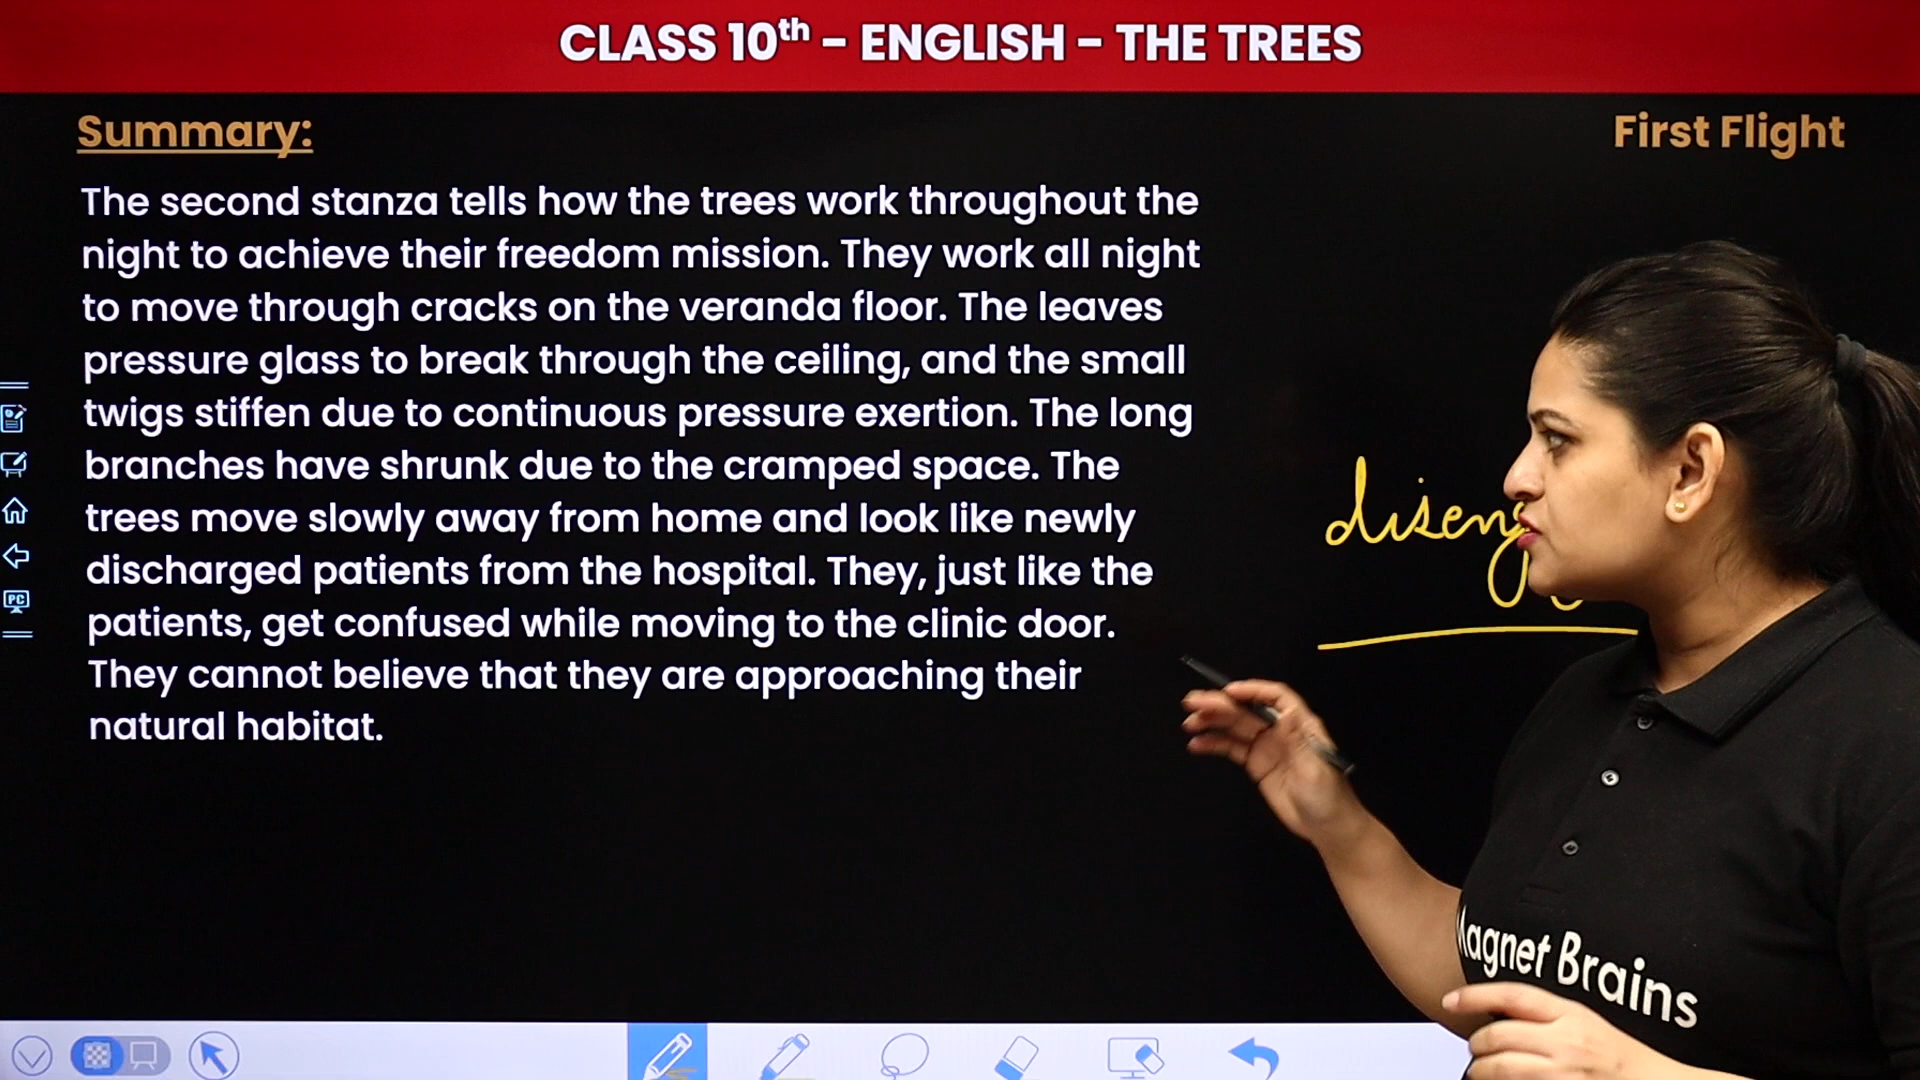 CLASS 10th - ENGLISH - THE TREES
Summary:
First Flight
The second stanza tells how the trees work throughout the
night to achieve their freedom mission. They work all night
to move through cracks on the veranda floor. The leaves
pressure glass to break through the ceiling, and the small
twigs stiffen due to continuous pressure exertion. The long
branches have shrunk due to the cramped space. The
trees move slowly away from home and look like newly
discharged patients from the hospital. They, just like the
patients, get confused while moving to the clinic door.
They cannot believe that they are approaching their
natural habitat.
PC
Magnet Brains